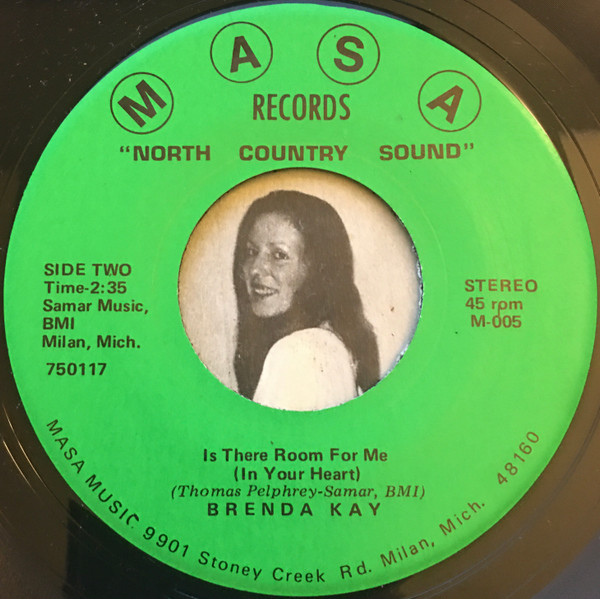 MASA
RECORDS
"NORTH COUNTRY SOUND"
SIDE TWO
Time-2:35
Samar Music,
BMI
Milan, Mich.
750117
STEREO
45 rpm
M-005
Is There Room For Me
(In Your Heart)
(Thomas Pelphrey-Samar, BMI)
BRENDA KAY
MASA MUSIC 9901 Stoney Creek Rd. Milan, Mich. 48160